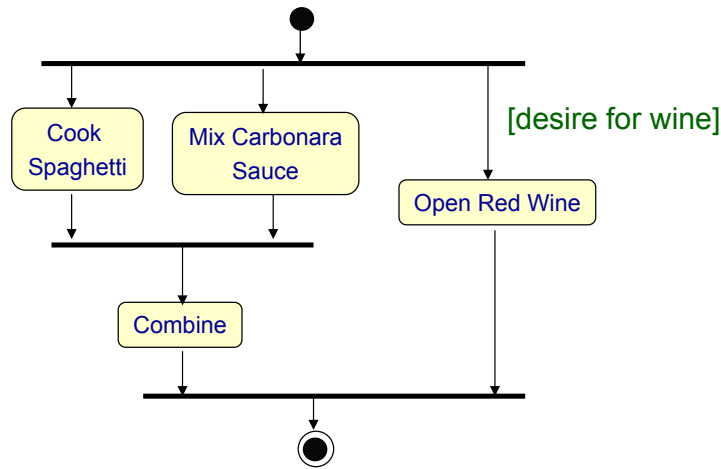 Cook
Spaghetti
Mix Carbonara
Sauce
[desire for wine]
Open Red Wine
Combine